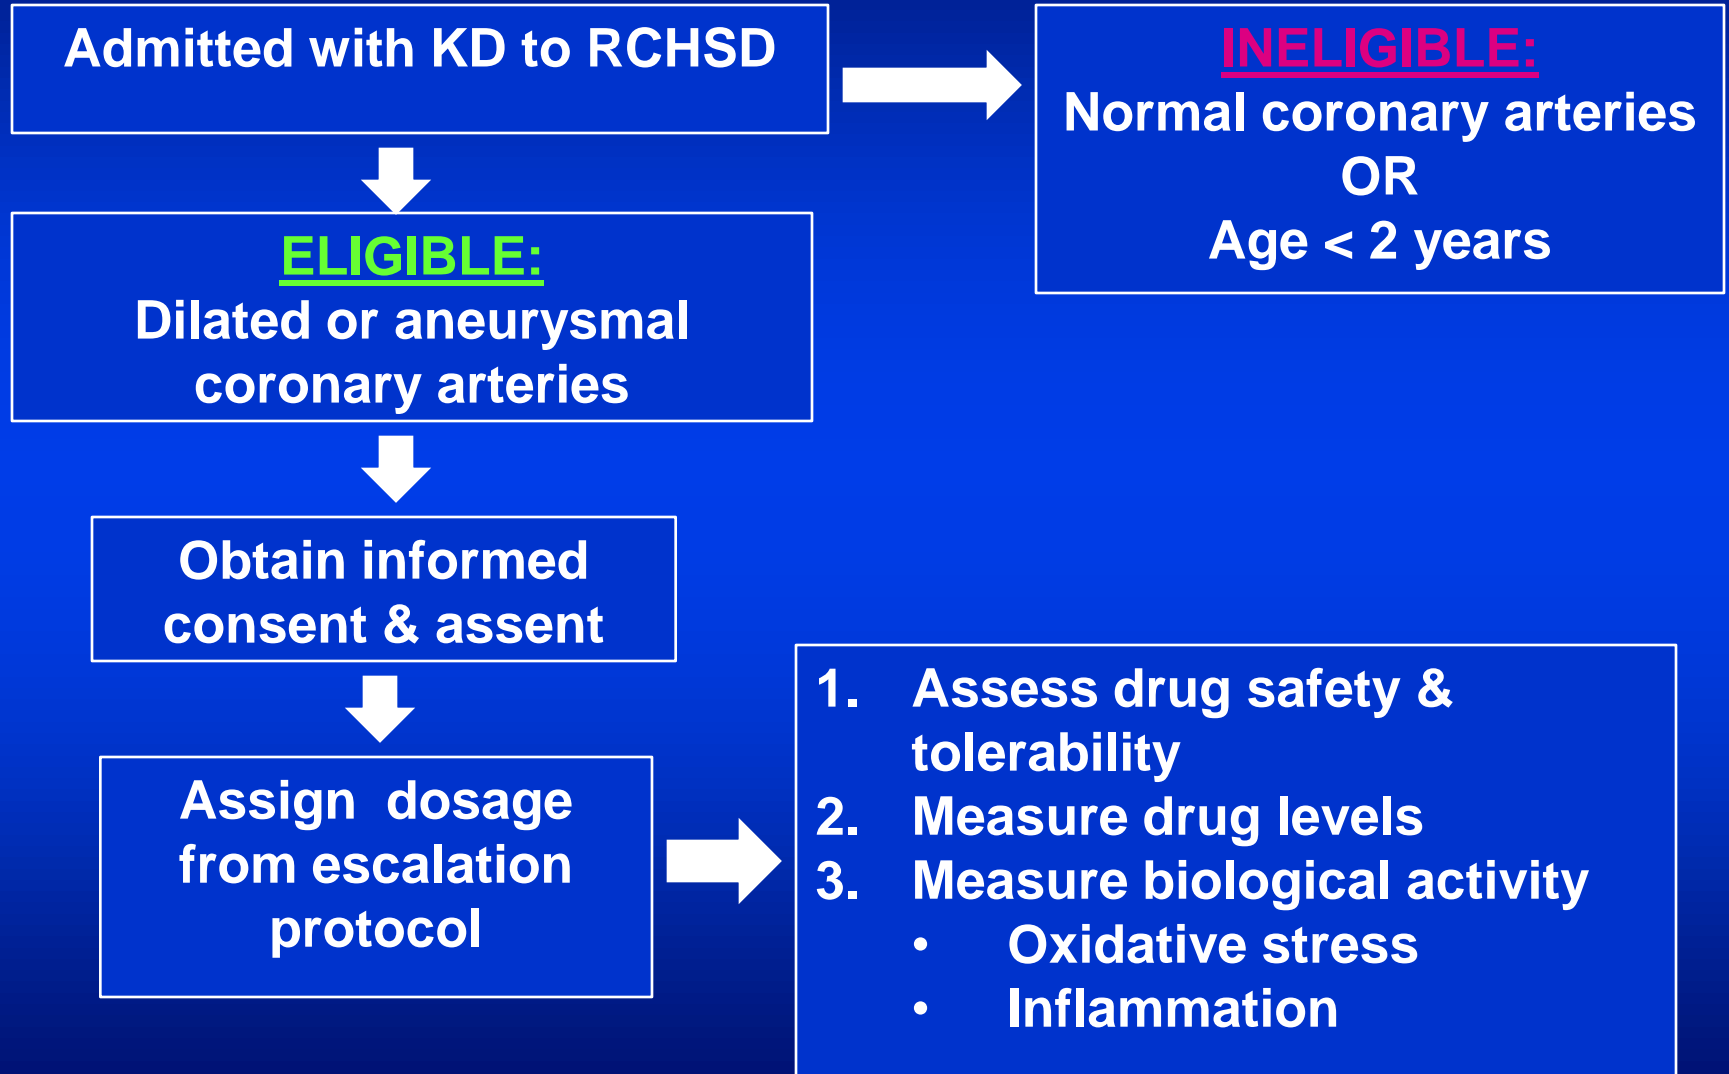 Admitted with KD to RCHSD
INELIGIBLE:
Normal coronary arteries
OR
Age < 2 years
ELIGIBLE:
Dilated or aneurysmal
coronary arteries
Obtain informed
consent & assent
Assign dosage
from escalation
protocol
1. Assess drug safety &
tolerability
2. Measure drug levels
3. Measure biological activity
• Oxidative stress
• Inflammation